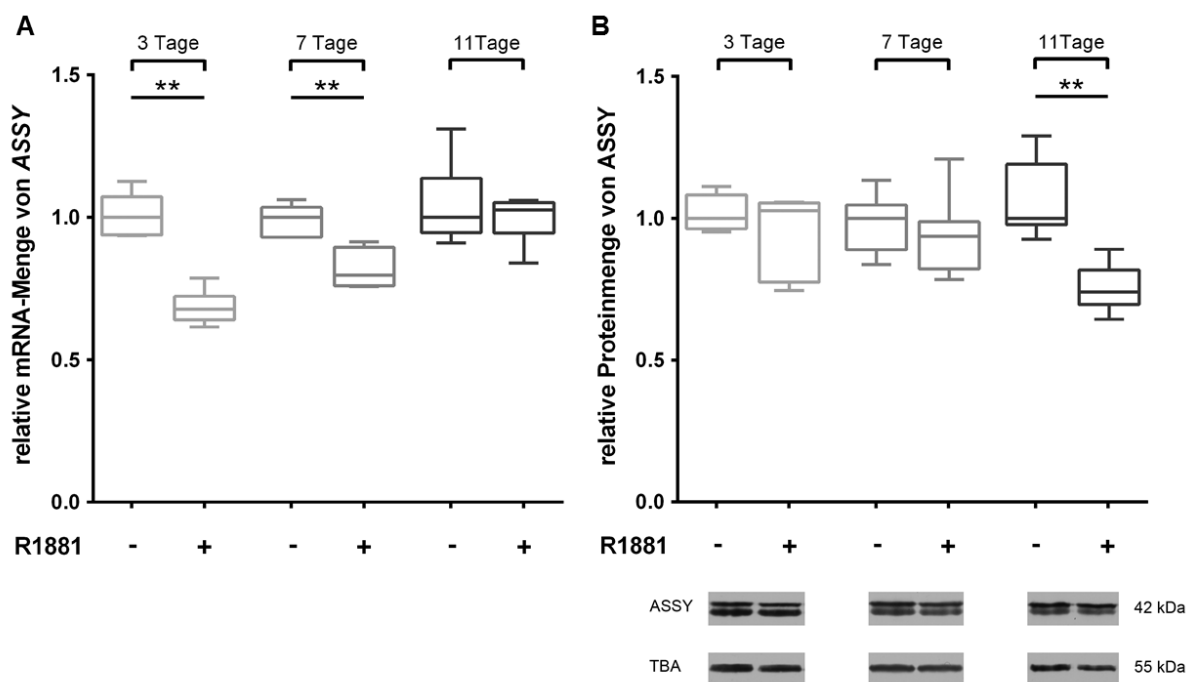 A
3 Tage
7 Tage
11Tage
**
**
relative mRNA-Menge von ASSY
1.5
1.0
0.5
0.0
R1881
- + - + - +
B
3 Tage
7 Tage
11Tage
**
relative Proteinmenge von ASSY
1.5
1.0
0.5
0.0
R1881
- + - + - +
ASSY
42 kDa
TBA
55 kDa